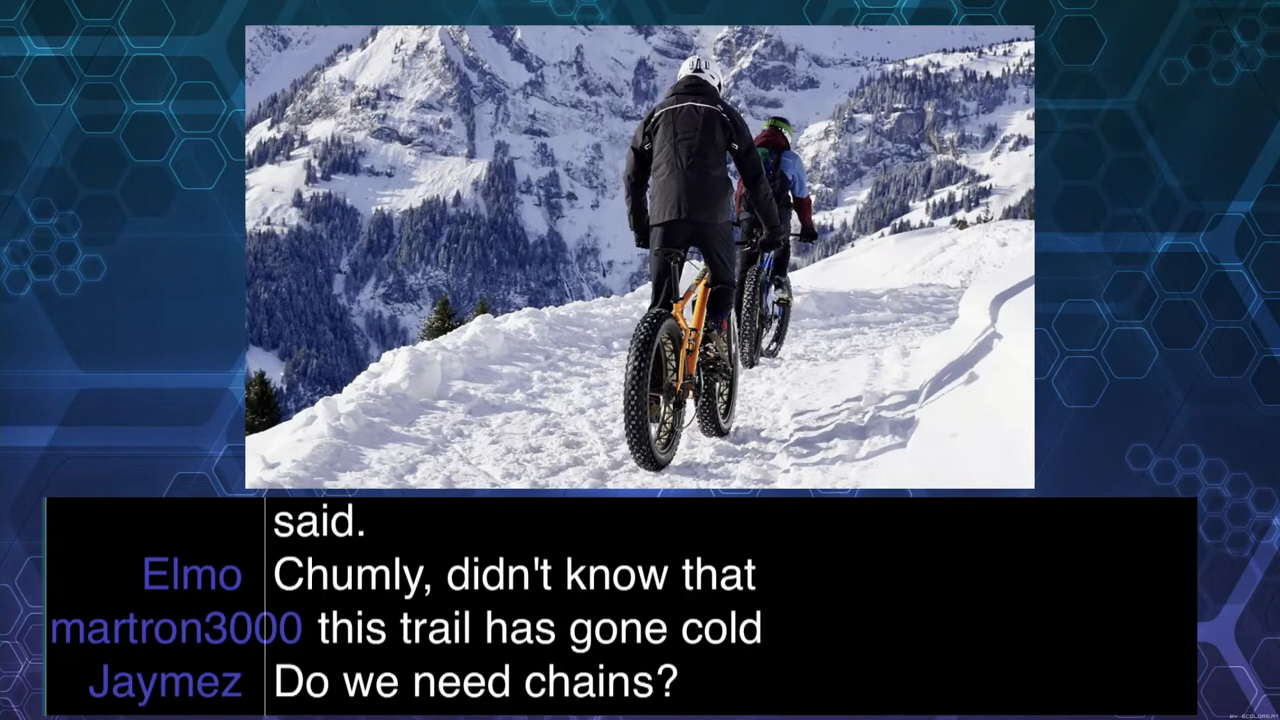 said.
Elmo Chumly, didn't know that
martron3000 this trail has gone cold
Jaymez Do we need chains?